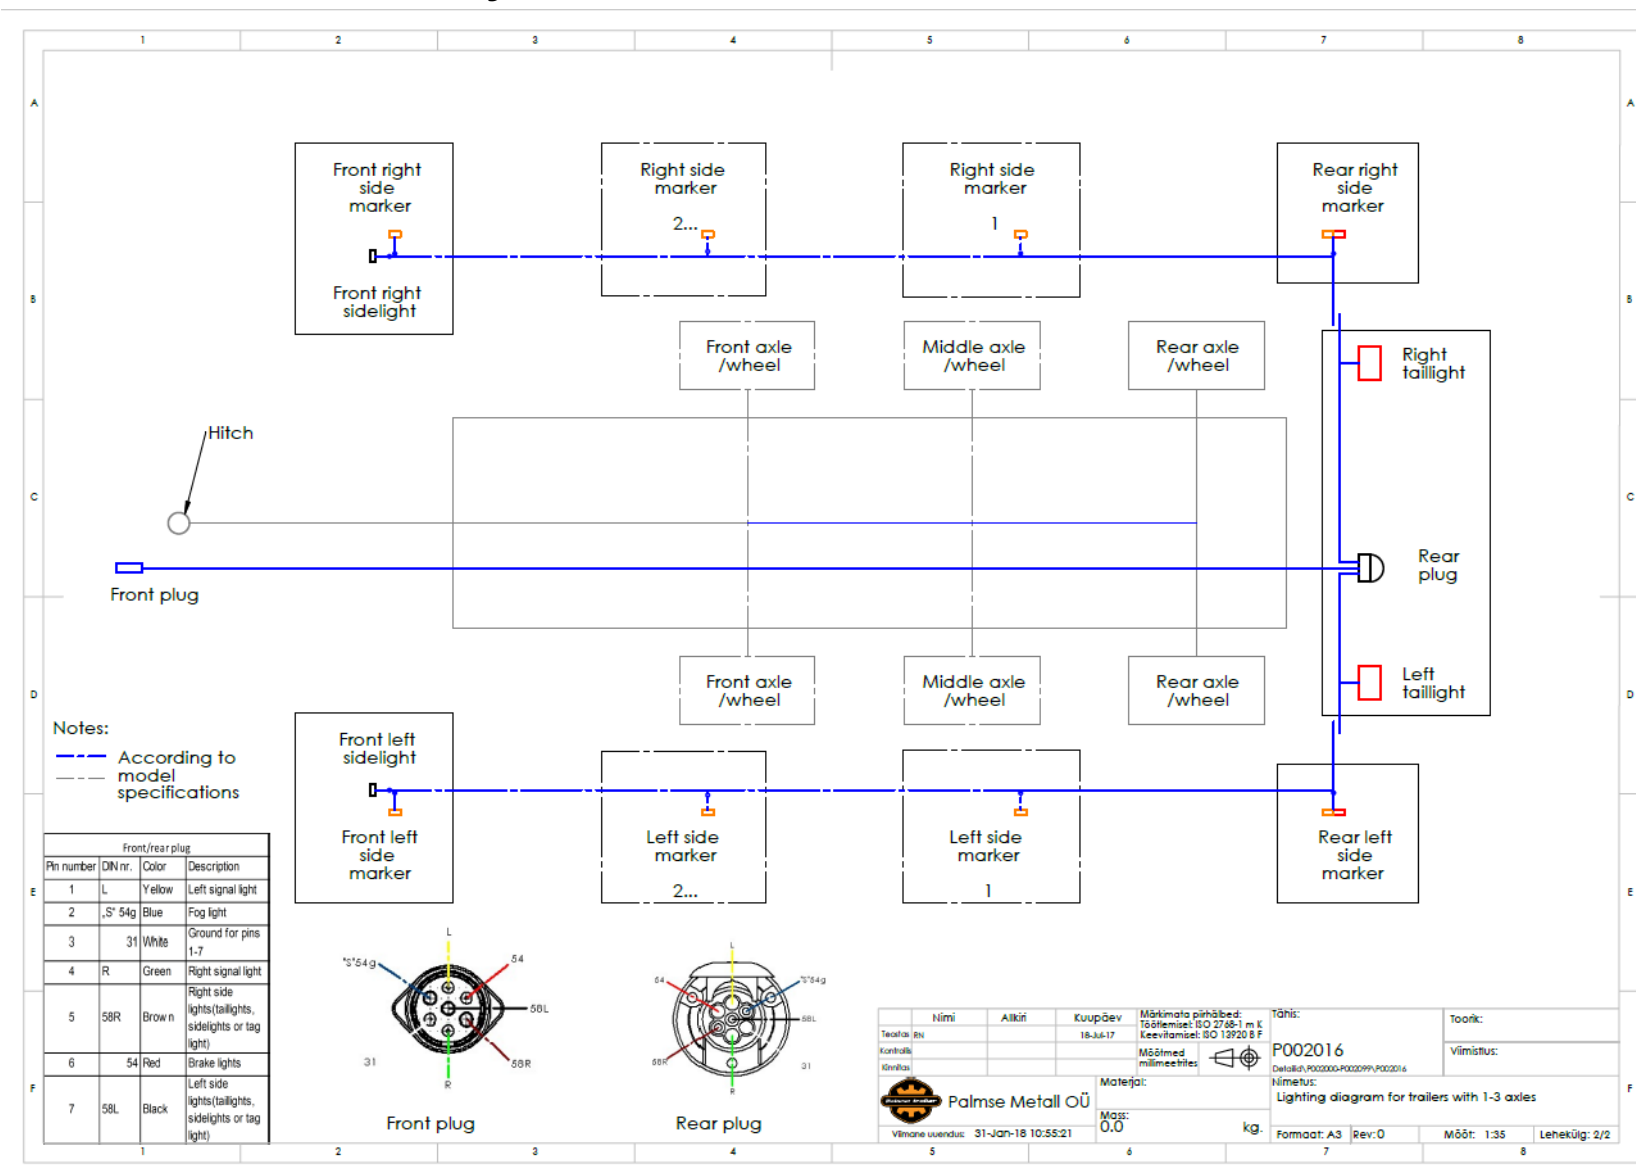 1 2 3 4 5 6 7 8
A A
B B
C C
D D
E E
F F
Front right
side
marker
Front right
sidelight
Right side
marker
2...
Right side
marker
1
Rear right
side
marker
Front axle
/wheel
Middle axle
/wheel
Rear axle
/wheel
Right
taillight
Hitch
Front plug
Rear
plug
Left
taillight
Front axle
/wheel
Middle axle
/wheel
Rear axle
/wheel
Notes:
According to
model
specifications
Front left
sidelight
Front left
side
marker
Left side
marker
2...
Left side
marker
1
Rear left
side
marker
Front/rear plug
Pin number DIN nr. Color Description
1 L Yellow Left signal light
2 „S" 54g Blue Fog light
3 31 White Ground for pins
1-7
4 R Green Right signal light
5 58R Brown Right side
lights(taillights,
sidelights or tag
light)
6 54 Red Brake lights
7 58L Black Left side
lights(taillights,
sidelights or tag
light)
L
"S"54g
54
58L
31
58R
R
Front plug
L
54
"S"54g
58L
58R
31
R
Rear plug
Nimi Allkiri Kuupäev
Teostas RN 18-Jul-17
Kontrollis
Kinnitas
Märkimata piirhälbed:
Töötlemisel: ISO 2768-1 m K
Keevitamisel: ISO 13920 B F
Mõõtmed
millimeetrites
Tähis:
P002016
Detailid\P002000-P002099\P002016
Toorik:
Viimistlus:
Palmse Metall OÜ
Materjal:
Mass:
0.0 kg.
Nimetus:
Lighting diagram for trailers with 1-3 axles
Viimane uuendus: 31-Jan-18 10:55:21
Formaat: A3 Rev: 0 Mõõt: 1:35 Lehekülg: 2/2
1 2 3 4 5 6 7 8